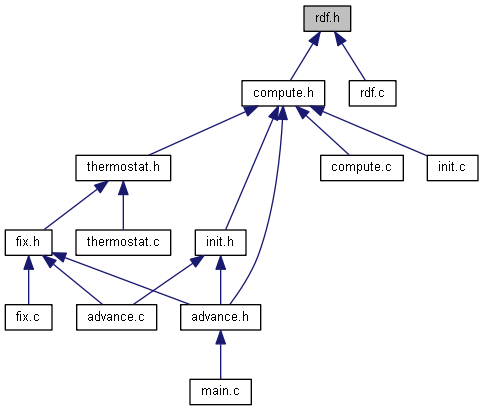 rdf.h
compute.h
rdf.c
thermostat.h
compute.c
init.c
fix.h
thermostat.c
init.h
fix.c
advance.c
advance.h
main.c